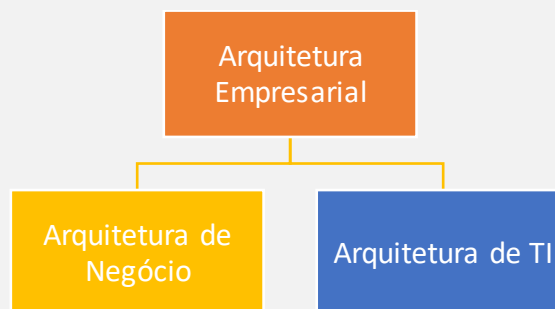 Arquitetura
Empresarial
Arquitetura de
Negócio
Arquitetura de TI